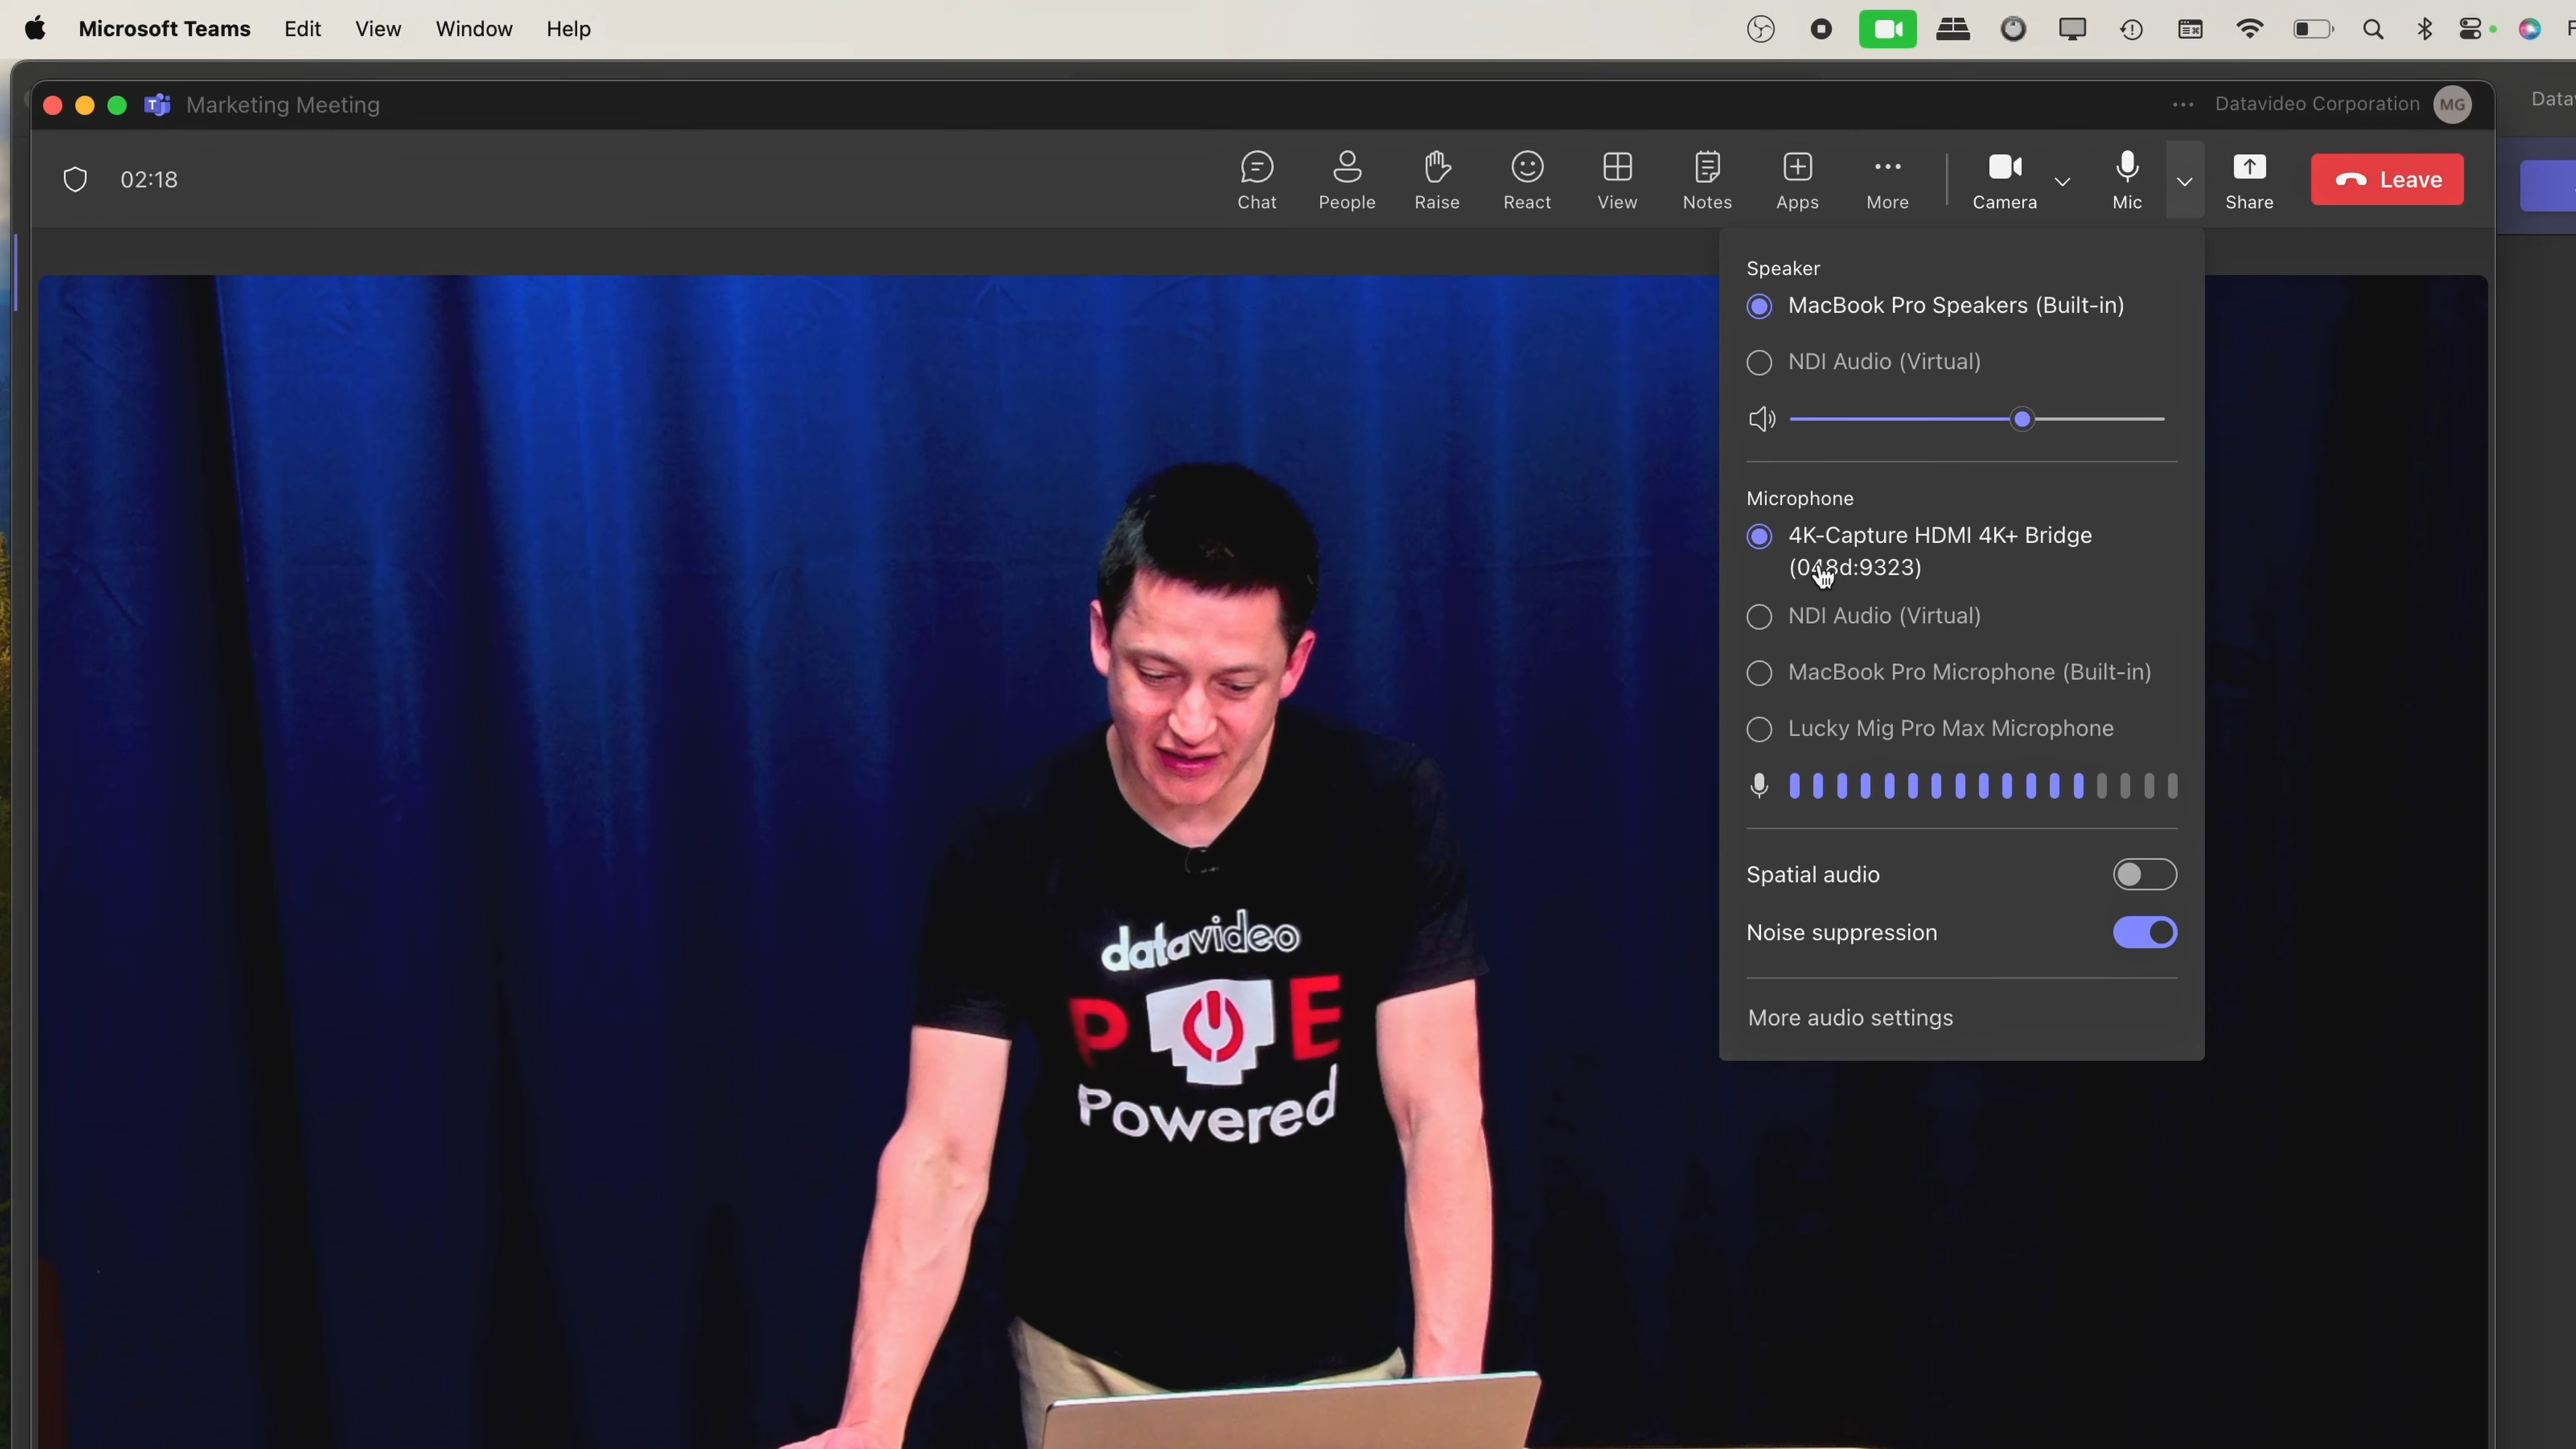 Microsoft Teams Edit View Window Help
Marketing Meeting
Datavideo Corporation MG
02:18
Chat People Raise React View Notes Apps More Camera Mic Share Leave
Speaker
MacBook Pro Speakers (Built-in)
NDI Audio (Virtual)
Microphone
4K-Capture HDMI 4K+ Bridge
(048d:9323)
NDI Audio (Virtual)
MacBook Pro Microphone (Built-in)
Lucky Mig Pro Max Microphone
Spatial audio
Noise suppression
More audio settings
datavideo
P E
Powered